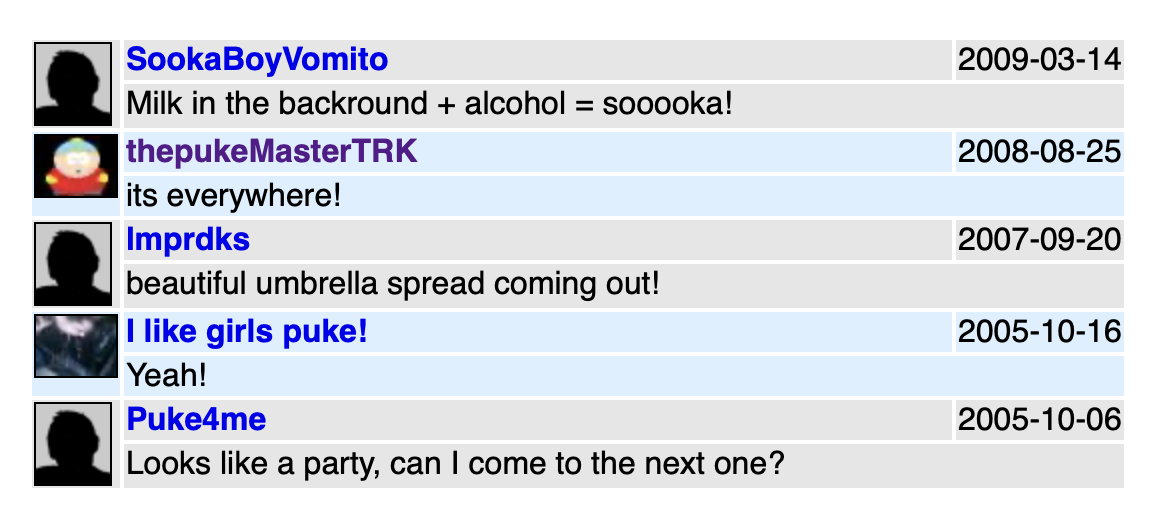 SookaBoyVomito 2009-03-14
Milk in the backround + alcohol = sooooka!
thepukeMasterTRK 2008-08-25
its everywhere!
lmprdks 2007-09-20
beautiful umbrella spread coming out!
I like girls puke! 2005-10-16
Yeah!
Puke4me 2005-10-06
Looks like a party, can I come to the next one?